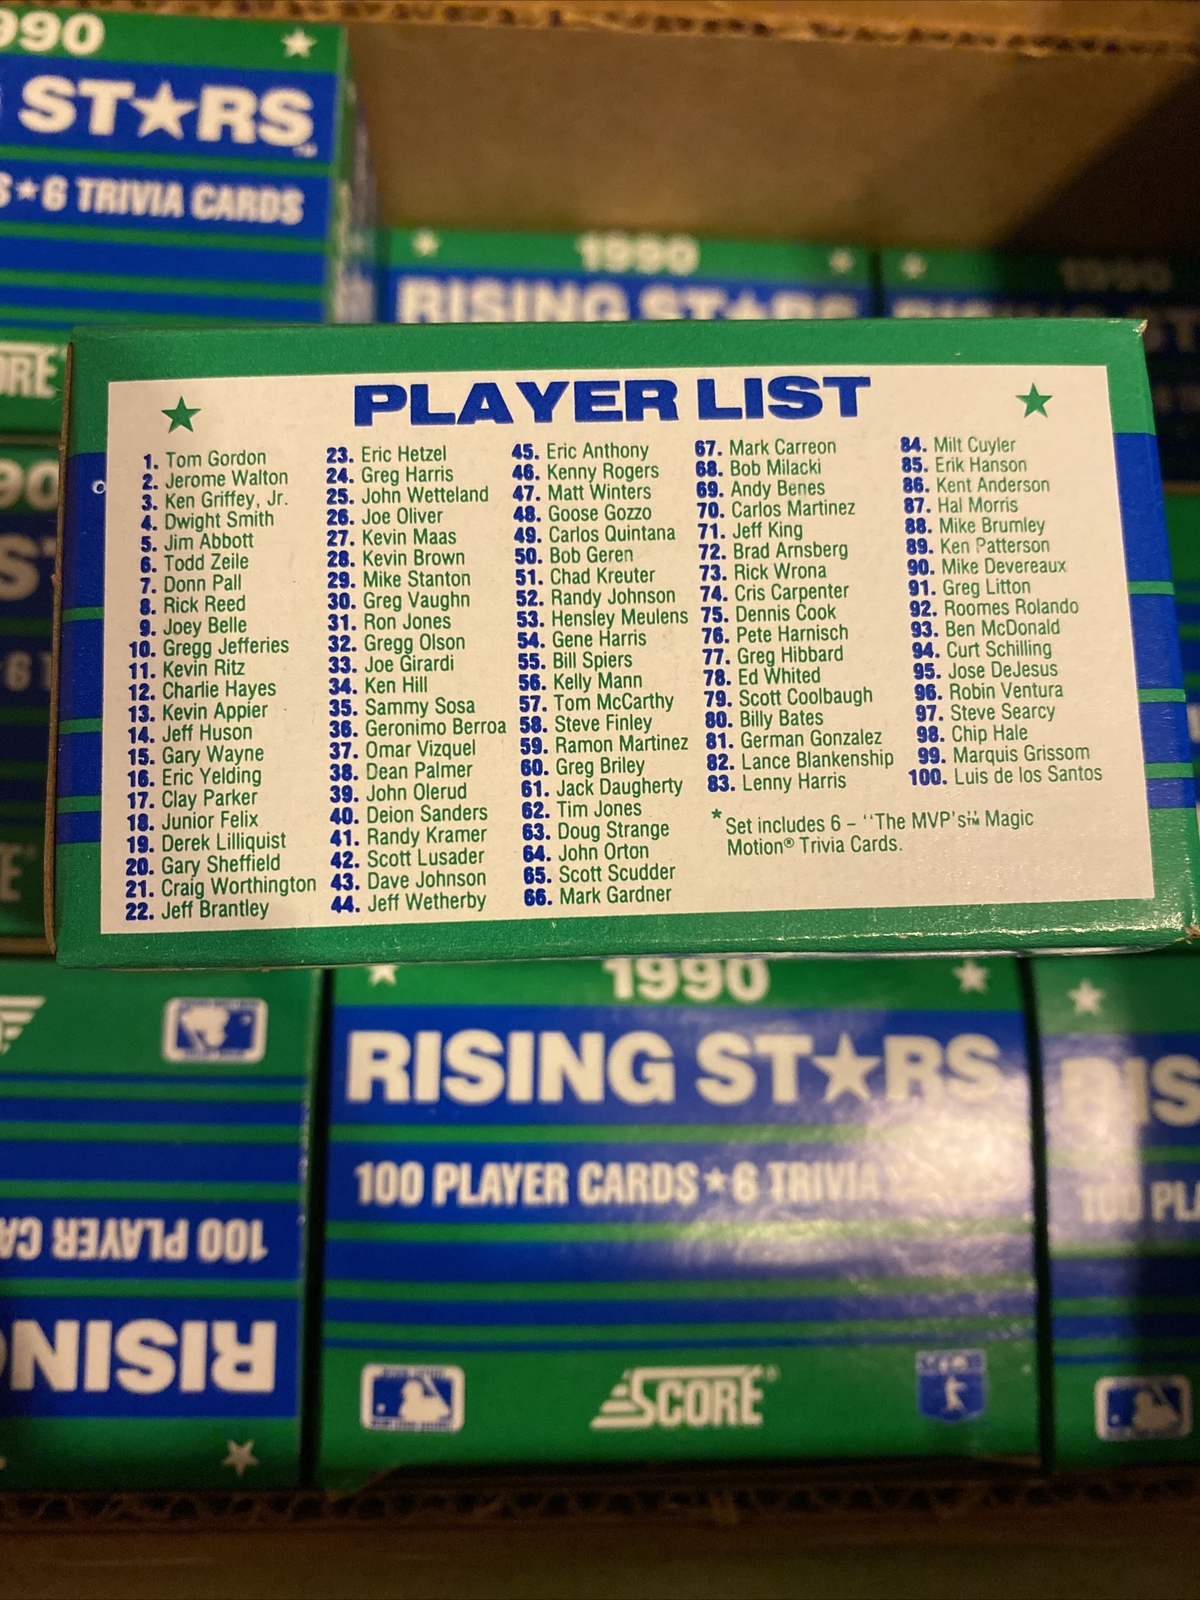 990
STARS
S★6 TRIVIA CARDS
ORE
1990
RISING STARS
1990
PLAYER LIST
1. Tom Gordon
2. Jerome Walton
3. Ken Griffey, Jr.
4. Dwight Smith
5. Jim Abbott
6. Todd Zeile
7. Donn Pall
8. Rick Reed
9. Joey Belle
10. Gregg Jefferies
11. Kevin Ritz
12. Charlie Hayes
13. Kevin Appier
14. Jeff Huson
15. Gary Wayne
16. Eric Yelding
17. Clay Parker
18. Junior Felix
19. Derek Lilliquist
20. Gary Sheffield
21. Craig Worthington
22. Jeff Brantley
23. Eric Hetzel
24. Greg Harris
25. John Wetteland
26. Joe Oliver
27. Kevin Maas
28. Kevin Brown
29. Mike Stanton
30. Greg Vaughn
31. Ron Jones
32. Gregg Olson
33. Joe Girardi
34. Ken Hill
35. Sammy Sosa
36. Geronimo Berroa
37. Omar Vizquel
38. Dean Palmer
39. John Olerud
40. Deion Sanders
41. Randy Kramer
42. Scott Lusader
43. Dave Johnson
44. Jeff Wetherby
45. Eric Anthony
46. Kenny Rogers
47. Matt Winters
48. Goose Gozzo
49. Carlos Quintana
50. Bob Geren
51. Chad Kreuter
52. Randy Johnson
53. Hensley Meulens
54. Gene Harris
55. Bill Spiers
56. Kelly Mann
57. Tom McCarthy
58. Steve Finley
59. Ramon Martinez
60. Greg Briley
61. Jack Daugherty
62. Tim Jones
63. Doug Strange
64. John Orton
65. Scott Scudder
66. Mark Gardner
67. Mark Carreon
68. Bob Milacki
69. Andy Benes
70. Carlos Martinez
71. Jeff King
72. Brad Arnsberg
73. Rick Wrona
74. Cris Carpenter
75. Dennis Cook
76. Pete Harnisch
77. Greg Hibbard
78. Ed Whited
79. Scott Coolbaugh
80. Billy Bates
81. German Gonzalez
82. Lance Blankenship
83. Lenny Harris
84. Milt Cuyler
85. Erik Hanson
86. Kent Anderson
87. Hal Morris
88. Mike Brumley
89. Ken Patterson
90. Mike Devereaux
91. Greg Litton
92. Roomes Rolando
93. Ben McDonald
94. Curt Schilling
95. Jose DeJesus
96. Robin Ventura
97. Steve Searcy
98. Chip Hale
99. Marquis Grissom
100. Luis de los Santos
* Set includes 6 – "The MVP's™ Magic
Motion® Trivia Cards.
1990
RISING STARS
100 PLAYER CARDS★6 TRIVIA
SCORE®
100 PLAYER CA
RISING
RIS
100 PL